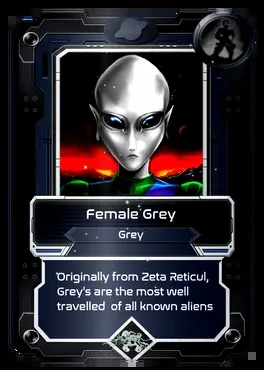 Female Grey
Grey
Originally from Zeta Reticul,
Grey's are the most well
travelled of all known aliens